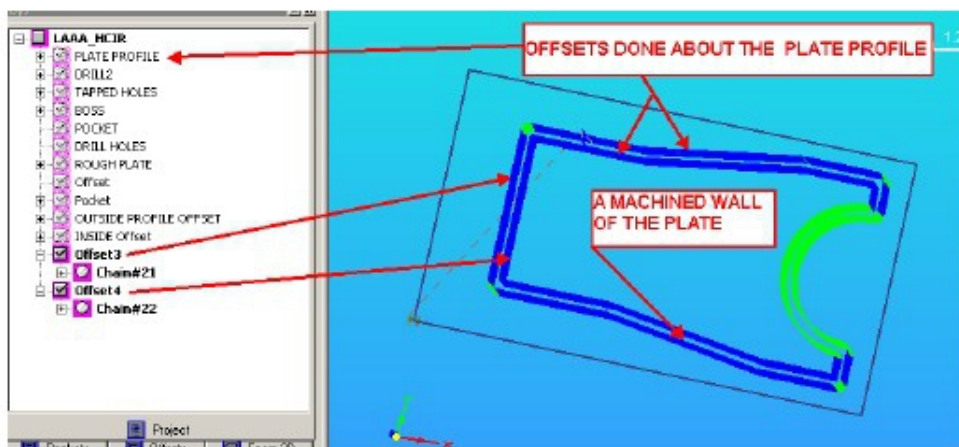 LAAA_HCIR
PLATE PROFILE
DRILL2
TAPPED HOLES
BOSS
POCKET
DRILL HOLES
ROUGH PLATE
Offset
Pocket
OUTSIDE PROFILE OFFSET
INSIDE Offset
Offset3
Chain#21
Offset4
Chain#22
Project
OFFSETS DONE ABOUT THE PLATE PROFILE
A MACHINED WALL
OF THE PLATE